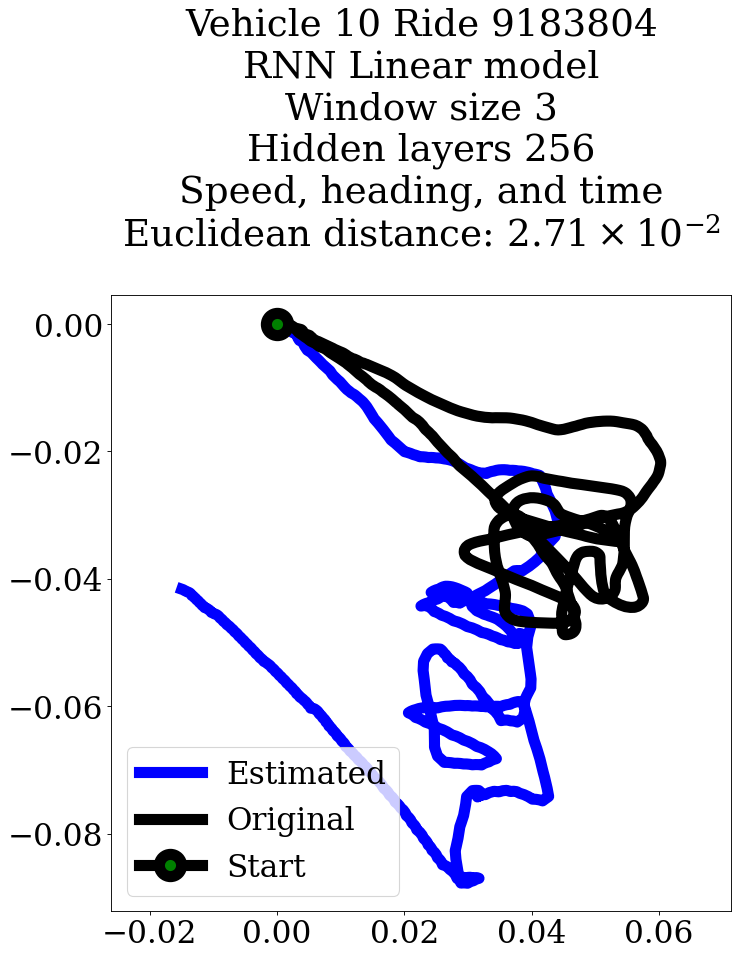 Vehicle 10 Ride 9183804
RNN Linear model
Window size 3
Hidden layers 256
Speed, heading, and time
Euclidean distance: 2.71 × 10⁻²
0.00
−0.02
−0.04
−0.06
−0.08
Estimated
Original
Start
−0.02 0.00 0.02 0.04 0.06